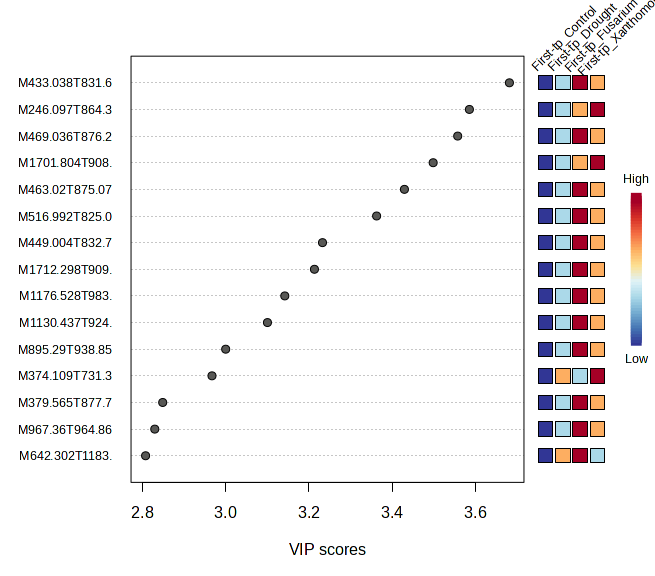 First-tp_Control
First-tp_Drought
First-tp_Fusarium
First-tp_Xanthomo
M433.038T831.6
M246.097T864.3
M469.036T876.2
M1701.804T908.
M463.02T875.07
M516.992T825.0
M449.004T832.7
M1712.298T909.
M1176.528T983.
M1130.437T924.
M895.29T938.85
M374.109T731.3
M379.565T877.7
M967.36T964.86
M642.302T1183.
High
Low
2.8 3.0 3.2 3.4 3.6
VIP scores